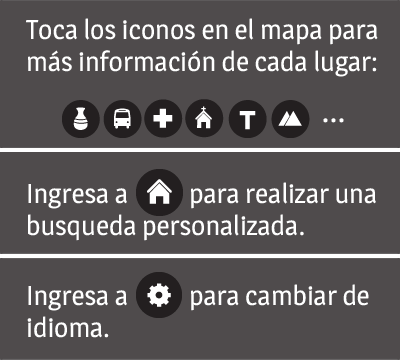 Toca los iconos en el mapa para
más información de cada lugar:
T ...
Ingresa a para realizar una
busqueda personalizada.
Ingresa a para cambiar de
idioma.